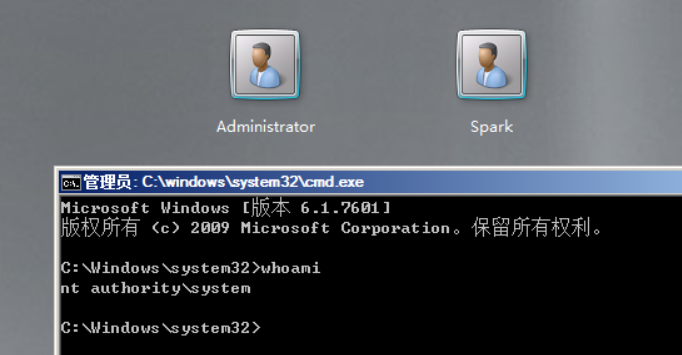 Administrator
Spark
管理员: C:\windows\system32\cmd.exe
Microsoft Windows [版本 6.1.7601]
版权所有 (c) 2009 Microsoft Corporation。保留所有权利。
C:\Windows\system32>whoami
nt authority\system
C:\Windows\system32>